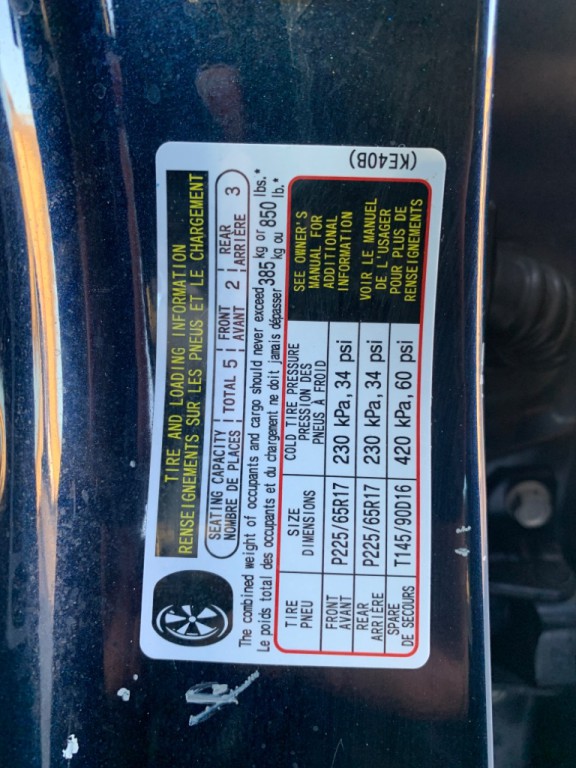 TIRE AND LOADING INFORMATION
RENSEIGNEMENTS SUR LES PNEUS ET LE CHARGEMENT
SEATING CAPACITY TOTAL 5 FRONT 2 REAR 3
NOMBRE DE PLACES AVANT ARRIÈRE
The combined weight of occupants and cargo should never exceed 385 kg or 850 lbs.*
Le poids total des occupants et du chargement ne doit jamais dépasser kg ou lb.*
TIRE SIZE COLD TIRE PRESSURE
PNEU DIMENSIONS PRESSION DES
PNEUS À FROID
FRONT P225/65R17 230 kPa, 34 psi
AVANT
REAR P225/65R17 230 kPa, 34 psi
ARRIÈRE
SPARE T145/90D16 420 kPa, 60 psi
DE SECOURS
SEE OWNER'S
MANUAL FOR
ADDITIONAL
INFORMATION
VOIR LE MANUEL
DE L'USAGER
POUR PLUS DE
RENSEIGNEMENTS
(KE40B)